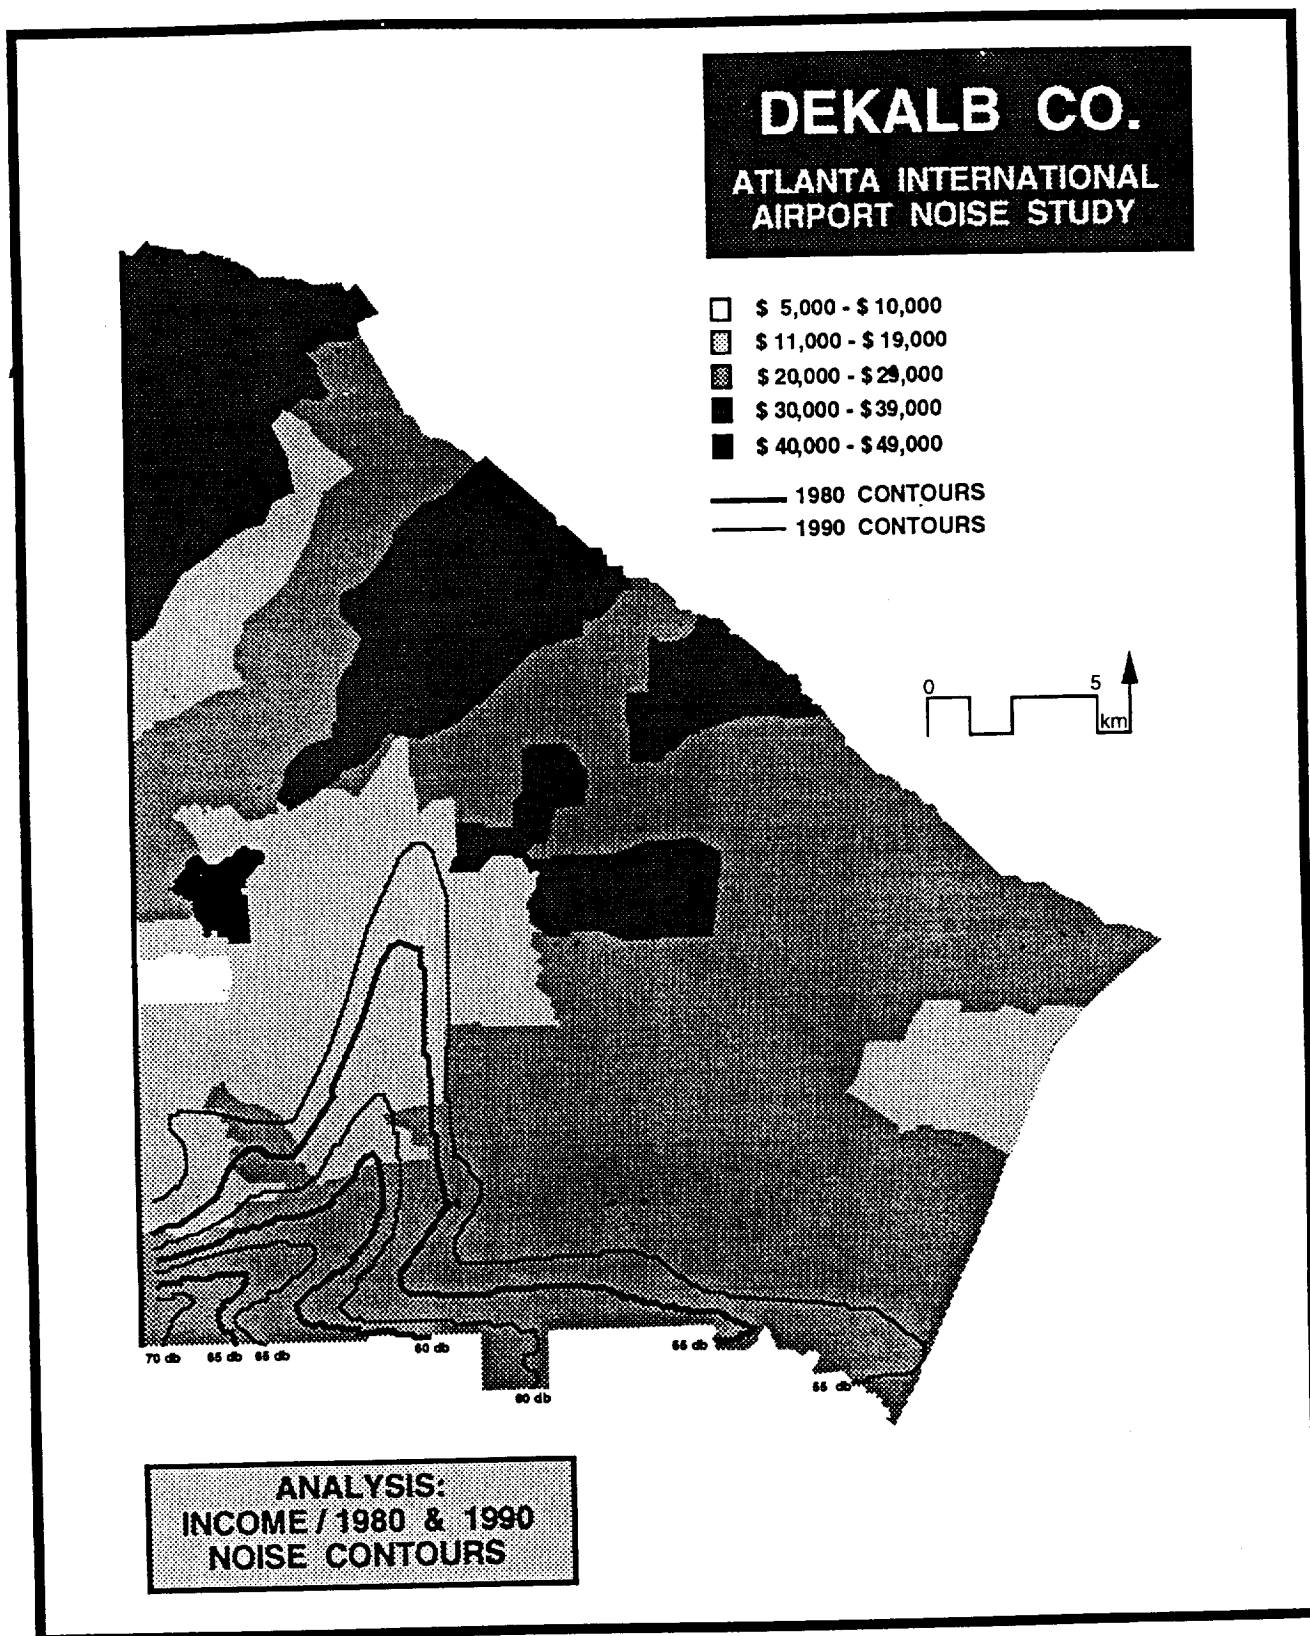 DEKALB CO.
ATLANTA INTERNATIONAL
AIRPORT NOISE STUDY
$ 5,000 - $ 10,000
$ 11,000 - $ 19,000
$ 20,000 - $ 29,000
$ 30,000 - $ 39,000
$ 40,000 - $ 49,000
1980 CONTOURS
1990 CONTOURS
0 5
km
70 db 65 db 65 db 60 db 55 db
55 db
60 db
ANALYSIS:
INCOME / 1980 & 1990
NOISE CONTOURS